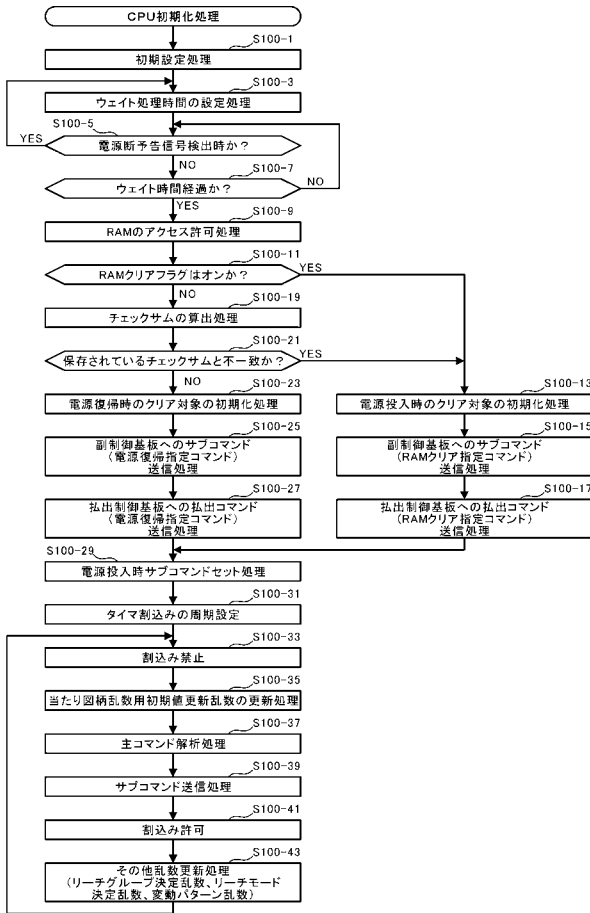 CPU初期化処理
S100-1
初期設定処理
S100-3
ウェイト処理時間の設定処理
S100-5
YES
電源断予告信号検出時か？
NO
S100-7
ウェイト時間経過か？
NO
YES
S100-9
RAMのアクセス許可処理
S100-11
RAMクリアフラグはオンか？
YES
NO
S100-19
チェックサムの算出処理
S100-21
保存されているチェックサムと不一致か？
YES
NO
S100-23
電源復帰時のクリア対象の初期化処理
S100-25
副制御基板へのサブコマンド
（電源復帰指定コマンド）
送信処理
S100-27
払出制御基板への払出コマンド
（電源復帰指定コマンド）
送信処理
S100-13
電源投入時のクリア対象の初期化処理
S100-15
副制御基板へのサブコマンド
（RAMクリア指定コマンド）
送信処理
S100-17
払出制御基板への払出コマンド
（RAMクリア指定コマンド）
送信処理
S100-29
電源投入時サブコマンドセット処理
S100-31
タイマ割込みの周期設定
S100-33
割込み禁止
S100-35
当たり図柄乱数用初期値更新乱数の更新処理
S100-37
主コマンド解析処理
S100-39
サブコマンド送信処理
S100-41
割込み許可
S100-43
その他乱数更新処理
（リーチグループ決定乱数、リーチモード
決定乱数、変動パターン乱数）